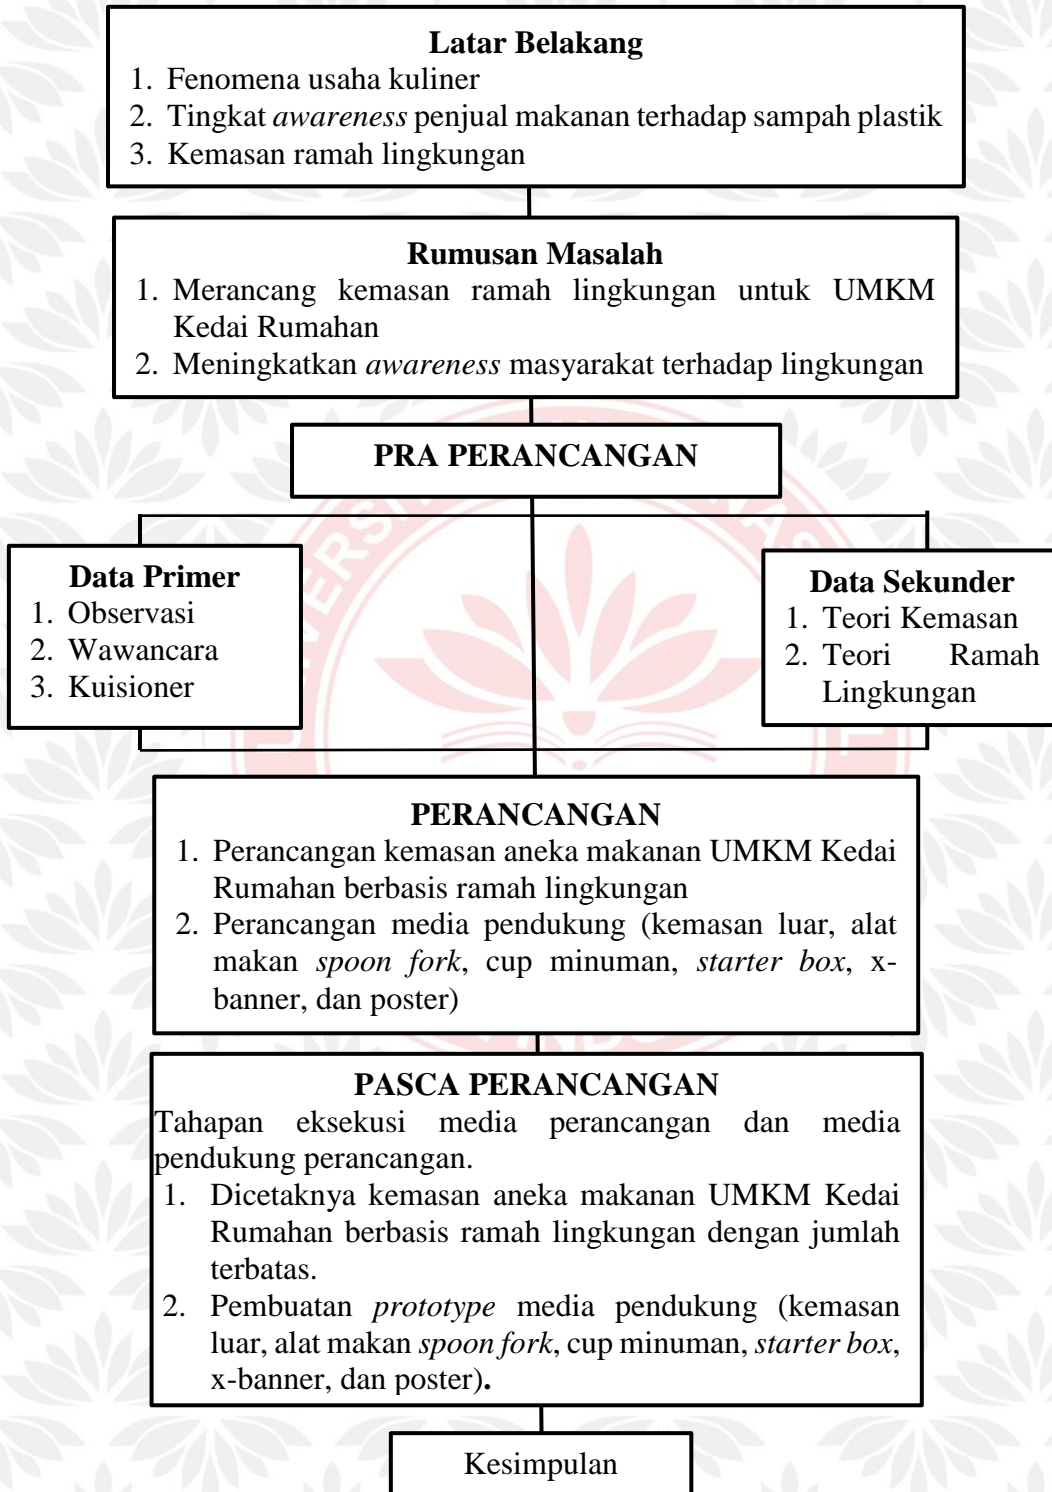 Latar Belakang
1. Fenomena usaha kuliner
2. Tingkat awareness penjual makanan terhadap sampah plastik
3. Kemasan ramah lingkungan
Rumusan Masalah
1. Merancang kemasan ramah lingkungan untuk UMKM
Kedai Rumahan
2. Meningkatkan awareness masyarakat terhadap lingkungan
PRA PERANCANGAN
Data Primer
1. Observasi
2. Wawancara
3. Kuisioner
Data Sekunder
1. Teori Kemasan
2. Teori Ramah
Lingkungan
PERANCANGAN
1. Perancangan kemasan aneka makanan UMKM Kedai
Rumahan berbasis ramah lingkungan
2. Perancangan media pendukung (kemasan luar, alat
makan spoon fork, cup minuman, starter box, x-
banner, dan poster)
PASCA PERANCANGAN
Tahapan eksekusi media perancangan dan media
pendukung perancangan.
1. Dicetaknya kemasan aneka makanan UMKM Kedai
Rumahan berbasis ramah lingkungan dengan jumlah
terbatas.
2. Pembuatan prototype media pendukung (kemasan
luar, alat makan spoon fork, cup minuman, starter box,
x-banner, dan poster).
Kesimpulan